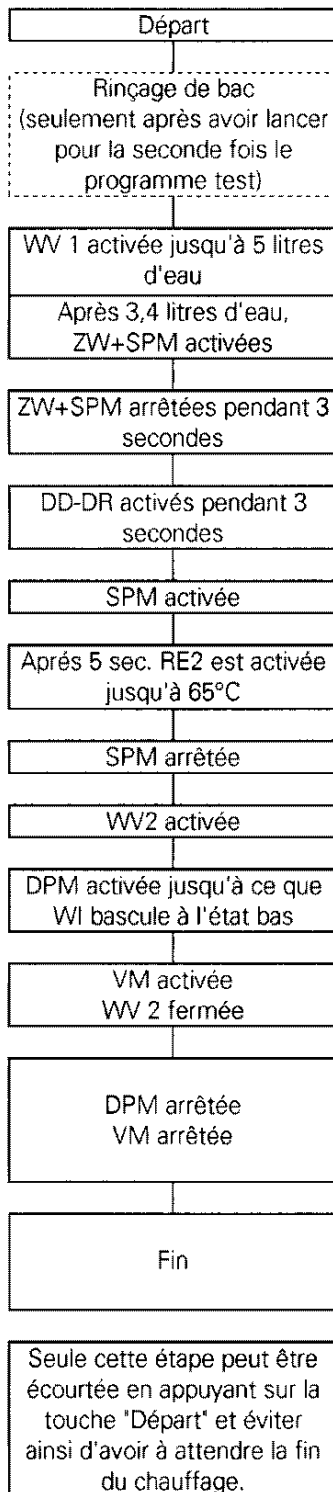 Départ
Rinçage de bac
(seulement après avoir lancer
pour la seconde fois le
programme test)
WV 1 activée jusqu'à 5 litres
d'eau
Après 3,4 litres d'eau,
ZW+SPM activées
ZW+SPM arrêtées pendant 3
secondes
DD-DR activés pendant 3
secondes
SPM activée
Aprés 5 sec. RE2 est activée
jusqu'à 65°C
SPM arrêtée
WV2 activée
DPM activée jusqu'à ce que
WI bascule à l'état bas
VM activée
WV 2 fermée
DPM arrêtée
VM arrêtée
Fin
Seule cette étape peut être
écourtée en appuyant sur la
touche "Départ" et éviter
ainsi d'avoir à attendre la fin
du chauffage.